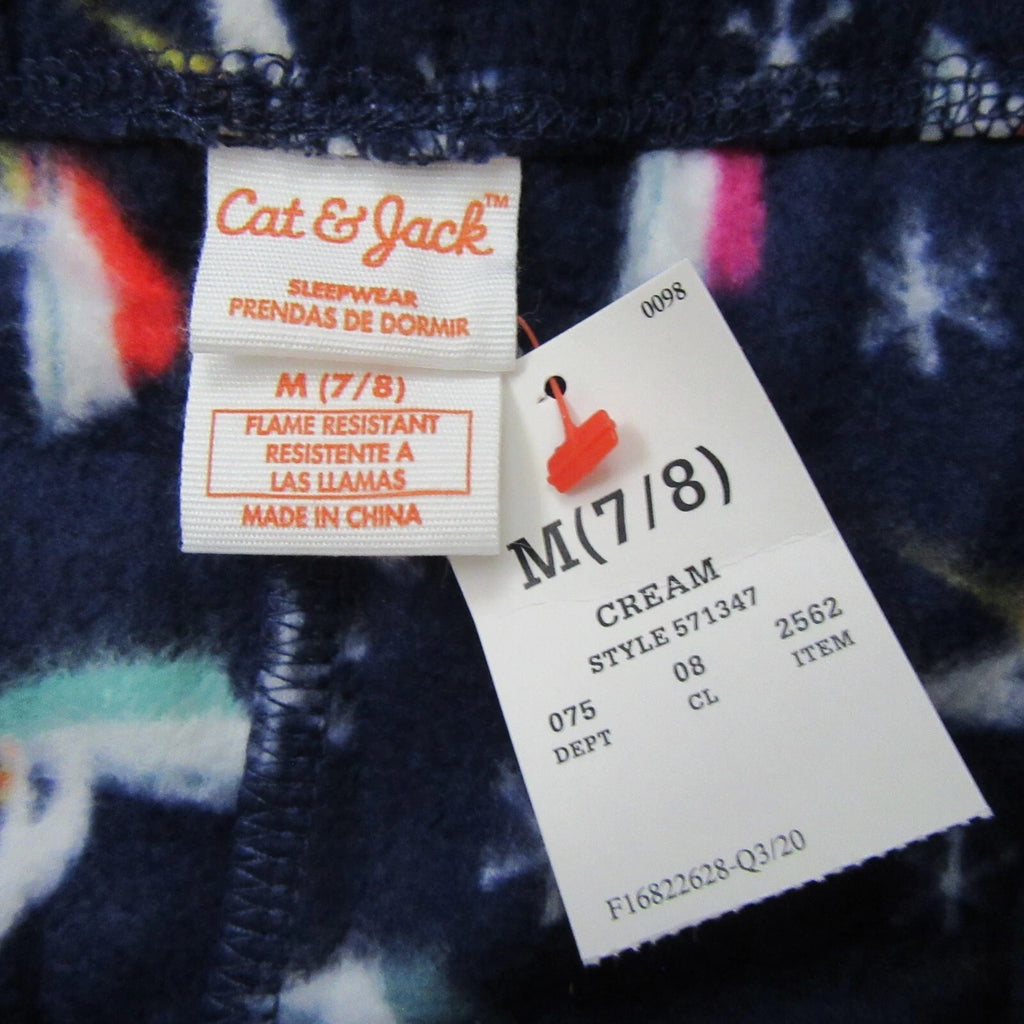 Cat & Jack™
SLEEPWEAR
PRENDAS DE DORMIR
M (7/8)
FLAME RESISTANT
RESISTENTE A
LAS LLAMAS
MADE IN CHINA
0098
M(7/8)
CREAM
STYLE 571347
075 08 2562
DEPT CL ITEM
F16822628-Q3/20